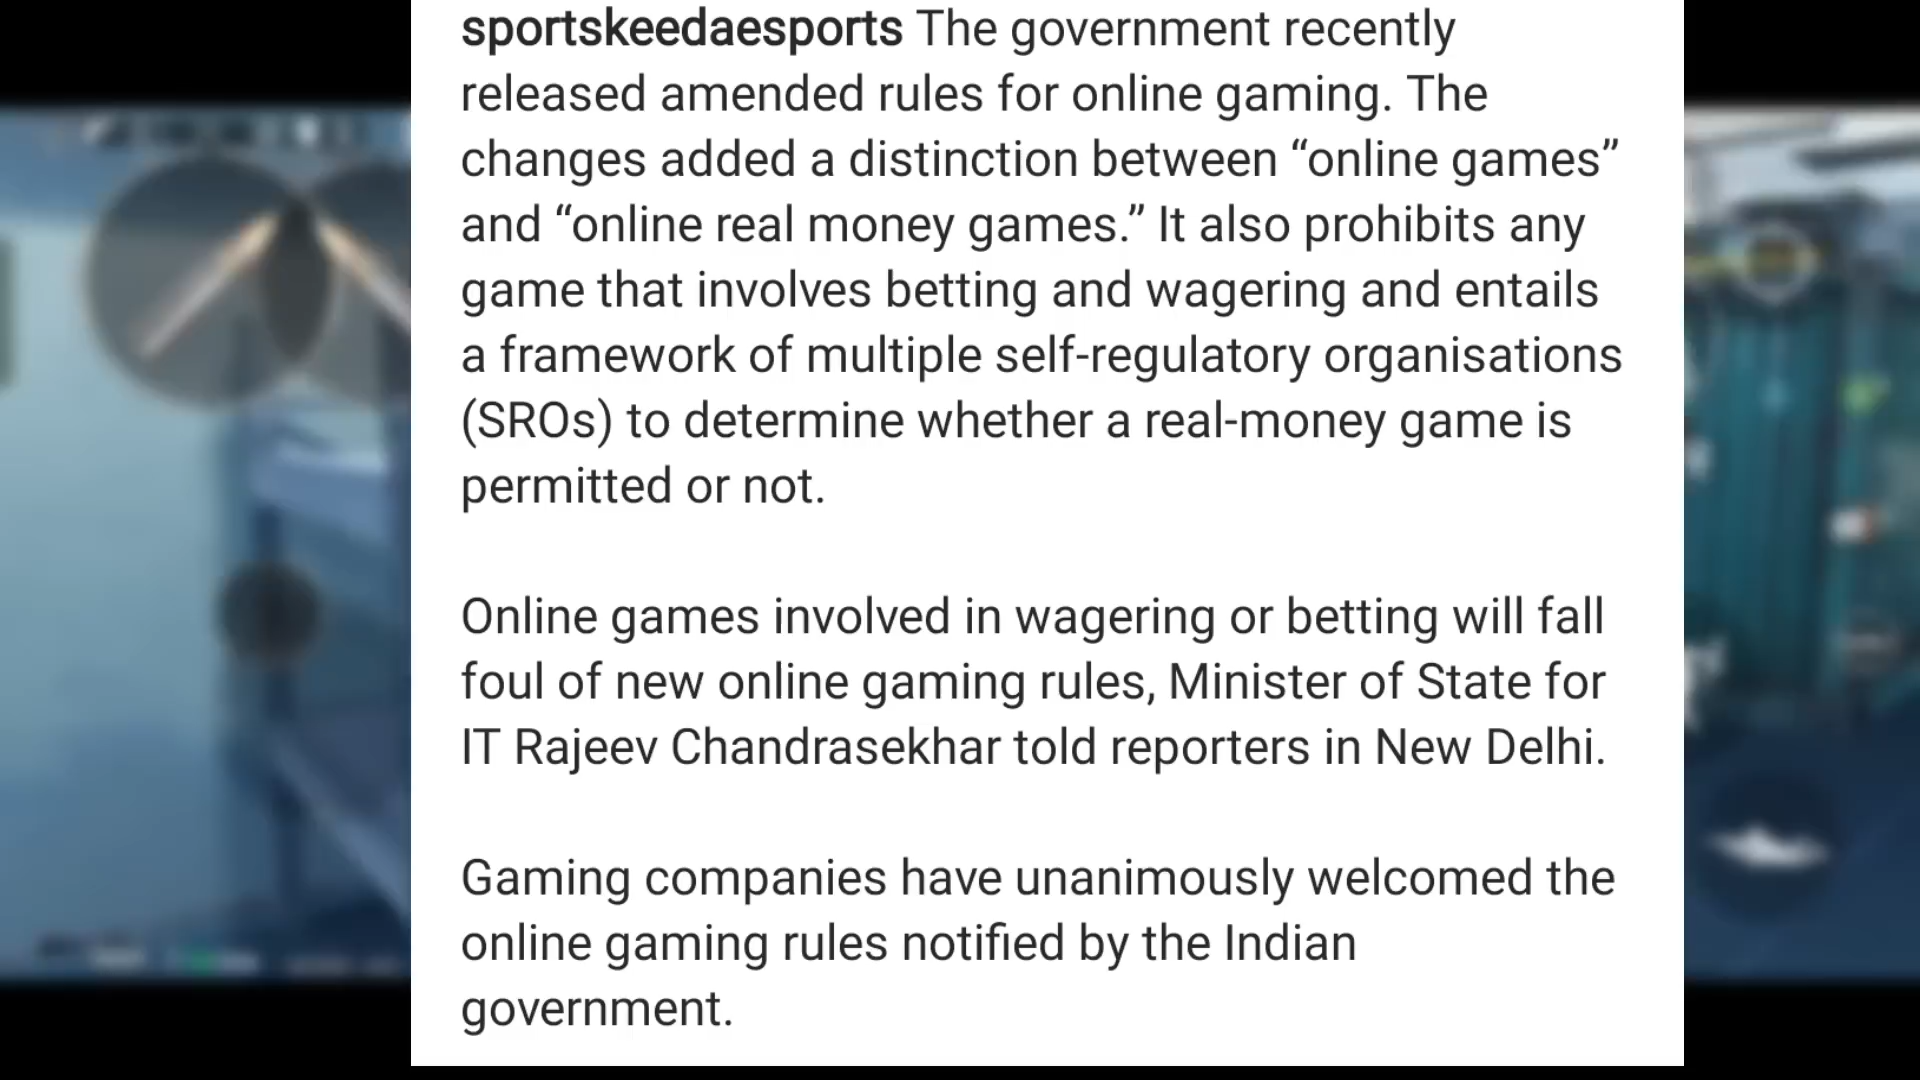 sportskeedaesports The government recently
released amended rules for online gaming. The
changes added a distinction between “online games”
and “online real money games.” It also prohibits any
game that involves betting and wagering and entails
a framework of multiple self-regulatory organisations
(SROs) to determine whether a real-money game is
permitted or not.
Online games involved in wagering or betting will fall
foul of new online gaming rules, Minister of State for
IT Rajeev Chandrasekhar told reporters in New Delhi.
Gaming companies have unanimously welcomed the
online gaming rules notified by the Indian
government.